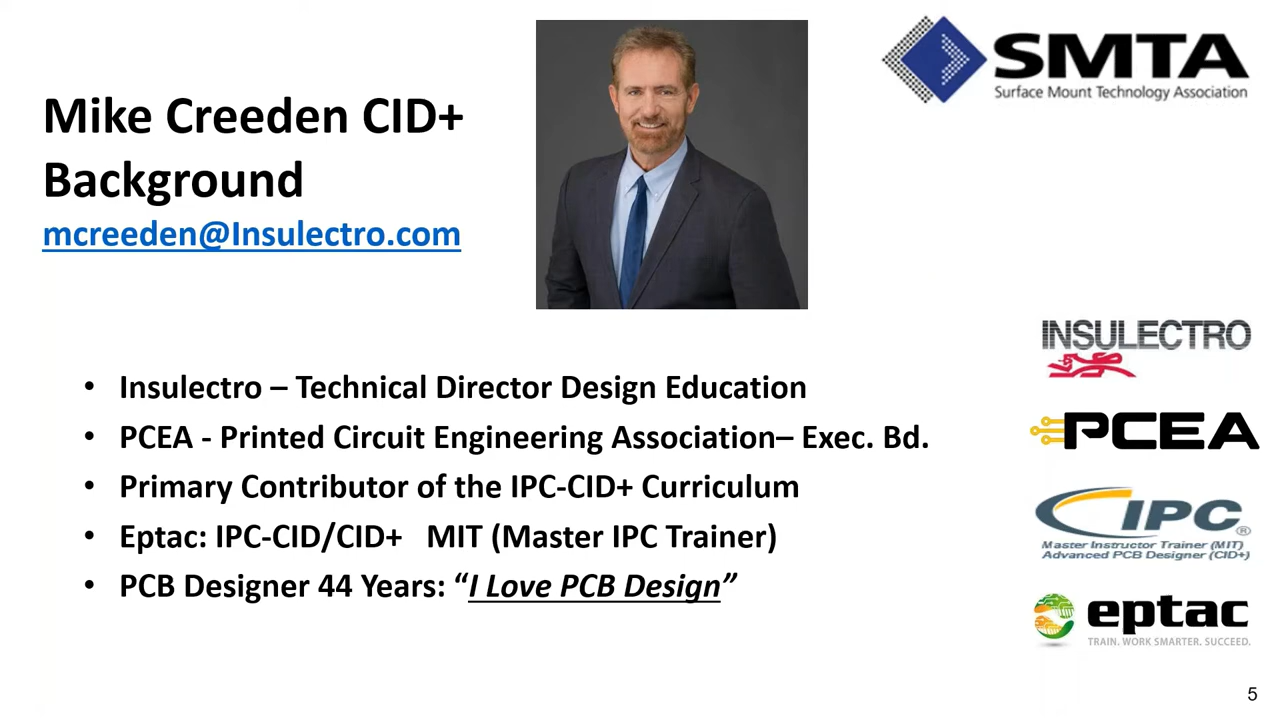 Mike Creeden CID+
Background
mcreeden@Insulectro.com
SMTA
Surface Mount Technology Association
• Insulectro – Technical Director Design Education
• PCEA - Printed Circuit Engineering Association– Exec. Bd.
• Primary Contributor of the IPC-CID+ Curriculum
• Eptac: IPC-CID/CID+ MIT (Master IPC Trainer)
• PCB Designer 44 Years: “I Love PCB Design”
INSULECTRO
PCEA
IPC®
Master Instructor Trainer (MIT)
Advanced PCB Designer (CID+)
eptac
TRAIN. WORK SMARTER. SUCCEED.
5